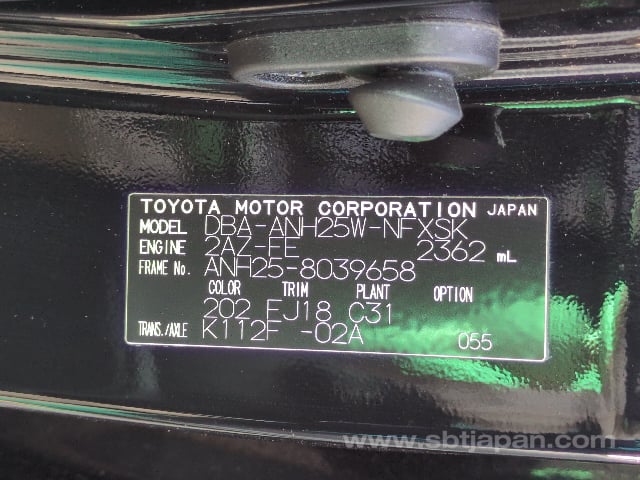 TOYOTA MOTOR CORPORATION JAPAN
MODEL DBA-ANH25W-NFXSK
ENGINE 2AZ-FE 2362 mL
FRAME No. ANH25-8039658
COLOR TRIM PLANT OPTION
202 FJ18 C31
TRANS./AXLE K112F -02A 055
www.sbtjapan.com